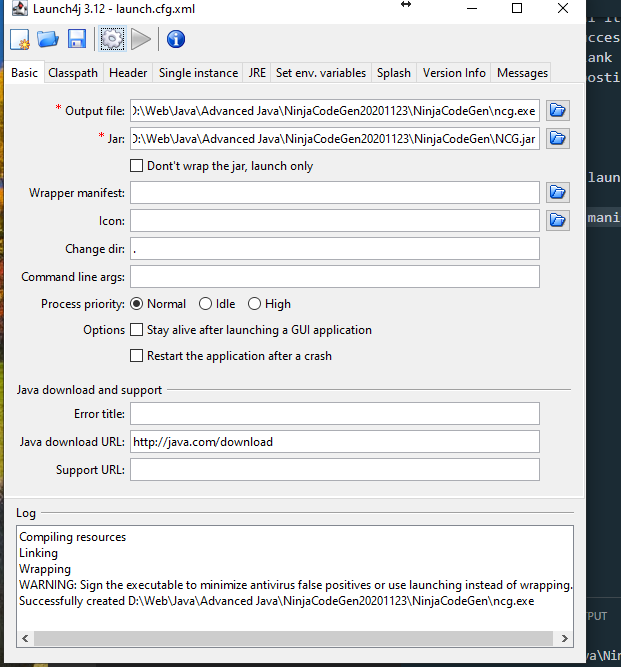 Launch4j 3.12 - launch.cfg.xml
Basic Classpath Header Single instance JRE Set env. variables Splash Version Info Messages
* Output file: D:\Web\Java\Advanced Java\NinjaCodeGen20201123\NinjaCodeGen\ncg.exe
* Jar: D:\Web\Java\Advanced Java\NinjaCodeGen20201123\NinjaCodeGen\NCG.jar
Dont't wrap the jar, launch only
Wrapper manifest:
Icon:
Change dir: .
Command line args:
Process priority: Normal Idle High
Options Stay alive after launching a GUI application
Restart the application after a crash
Java download and support
Error title:
Java download URL: http://java.com/download
Support URL:
Log
Compiling resources
Linking
Wrapping
WARNING: Sign the executable to minimize antivirus false positives or use launching instead of wrapping.
Successfully created D:\Web\Java\Advanced Java\NinjaCodeGen20201123\NinjaCodeGen\ncg.exe